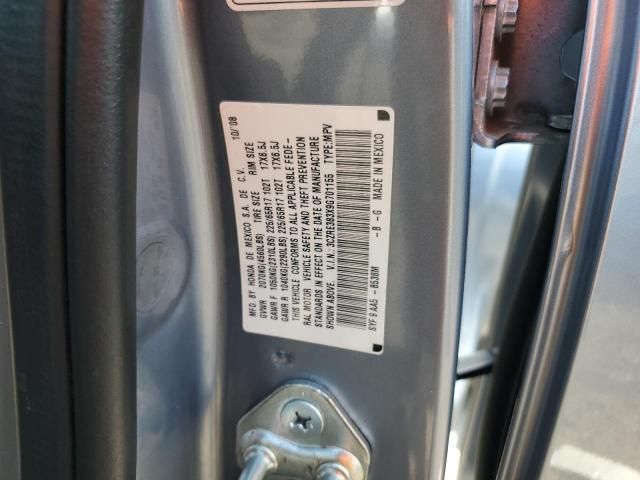 MFD. BY HONDA DE MEXICO S.A. DE C.V. 10/'08
GVWR 2070KG(4560LBS) TIRE SIZE RIM SIZE
GAWR F 1050KG(2310LBS) 225/65R17 102T 17X6.5J
GAWR R 1040KG(2290LBS) 225/65R17 102T 17X6.5J
THIS VEHICLE CONFORMS TO ALL APPLICABLE FEDE-
RAL MOTOR VEHICLE SAFETY AND THEFT PREVENTION
STANDARDS IN EFFECT ON THE DATE OF MANUFACTURE
SHOWN ABOVE. V.I.N.: 3CZRE383X9G701155 TYPE:MPV
SYF 9 AA5 - B536M - B - G MADE IN MEXICO